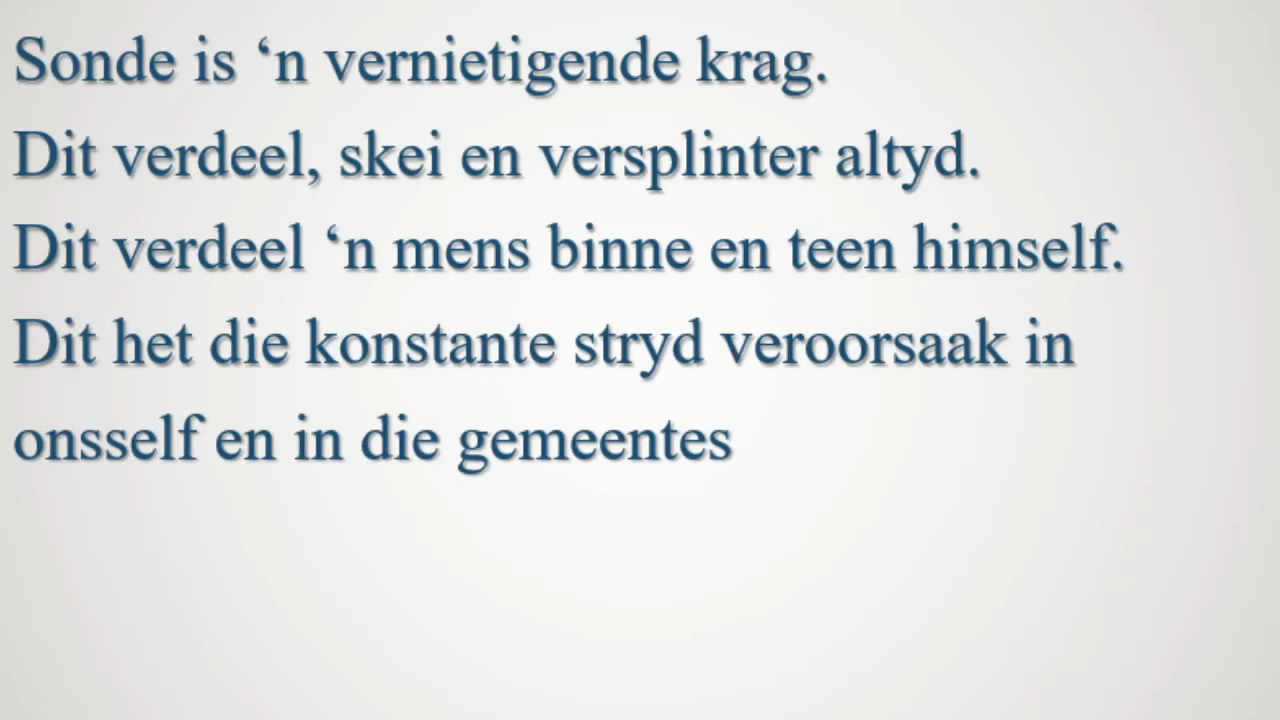 Sonde is ‘n vernietigende krag.
Dit verdeel, skei en versplinter altyd.
Dit verdeel ‘n mens binne en teen himself.
Dit het die konstante stryd veroorsaak in
onsself en in die gemeentes